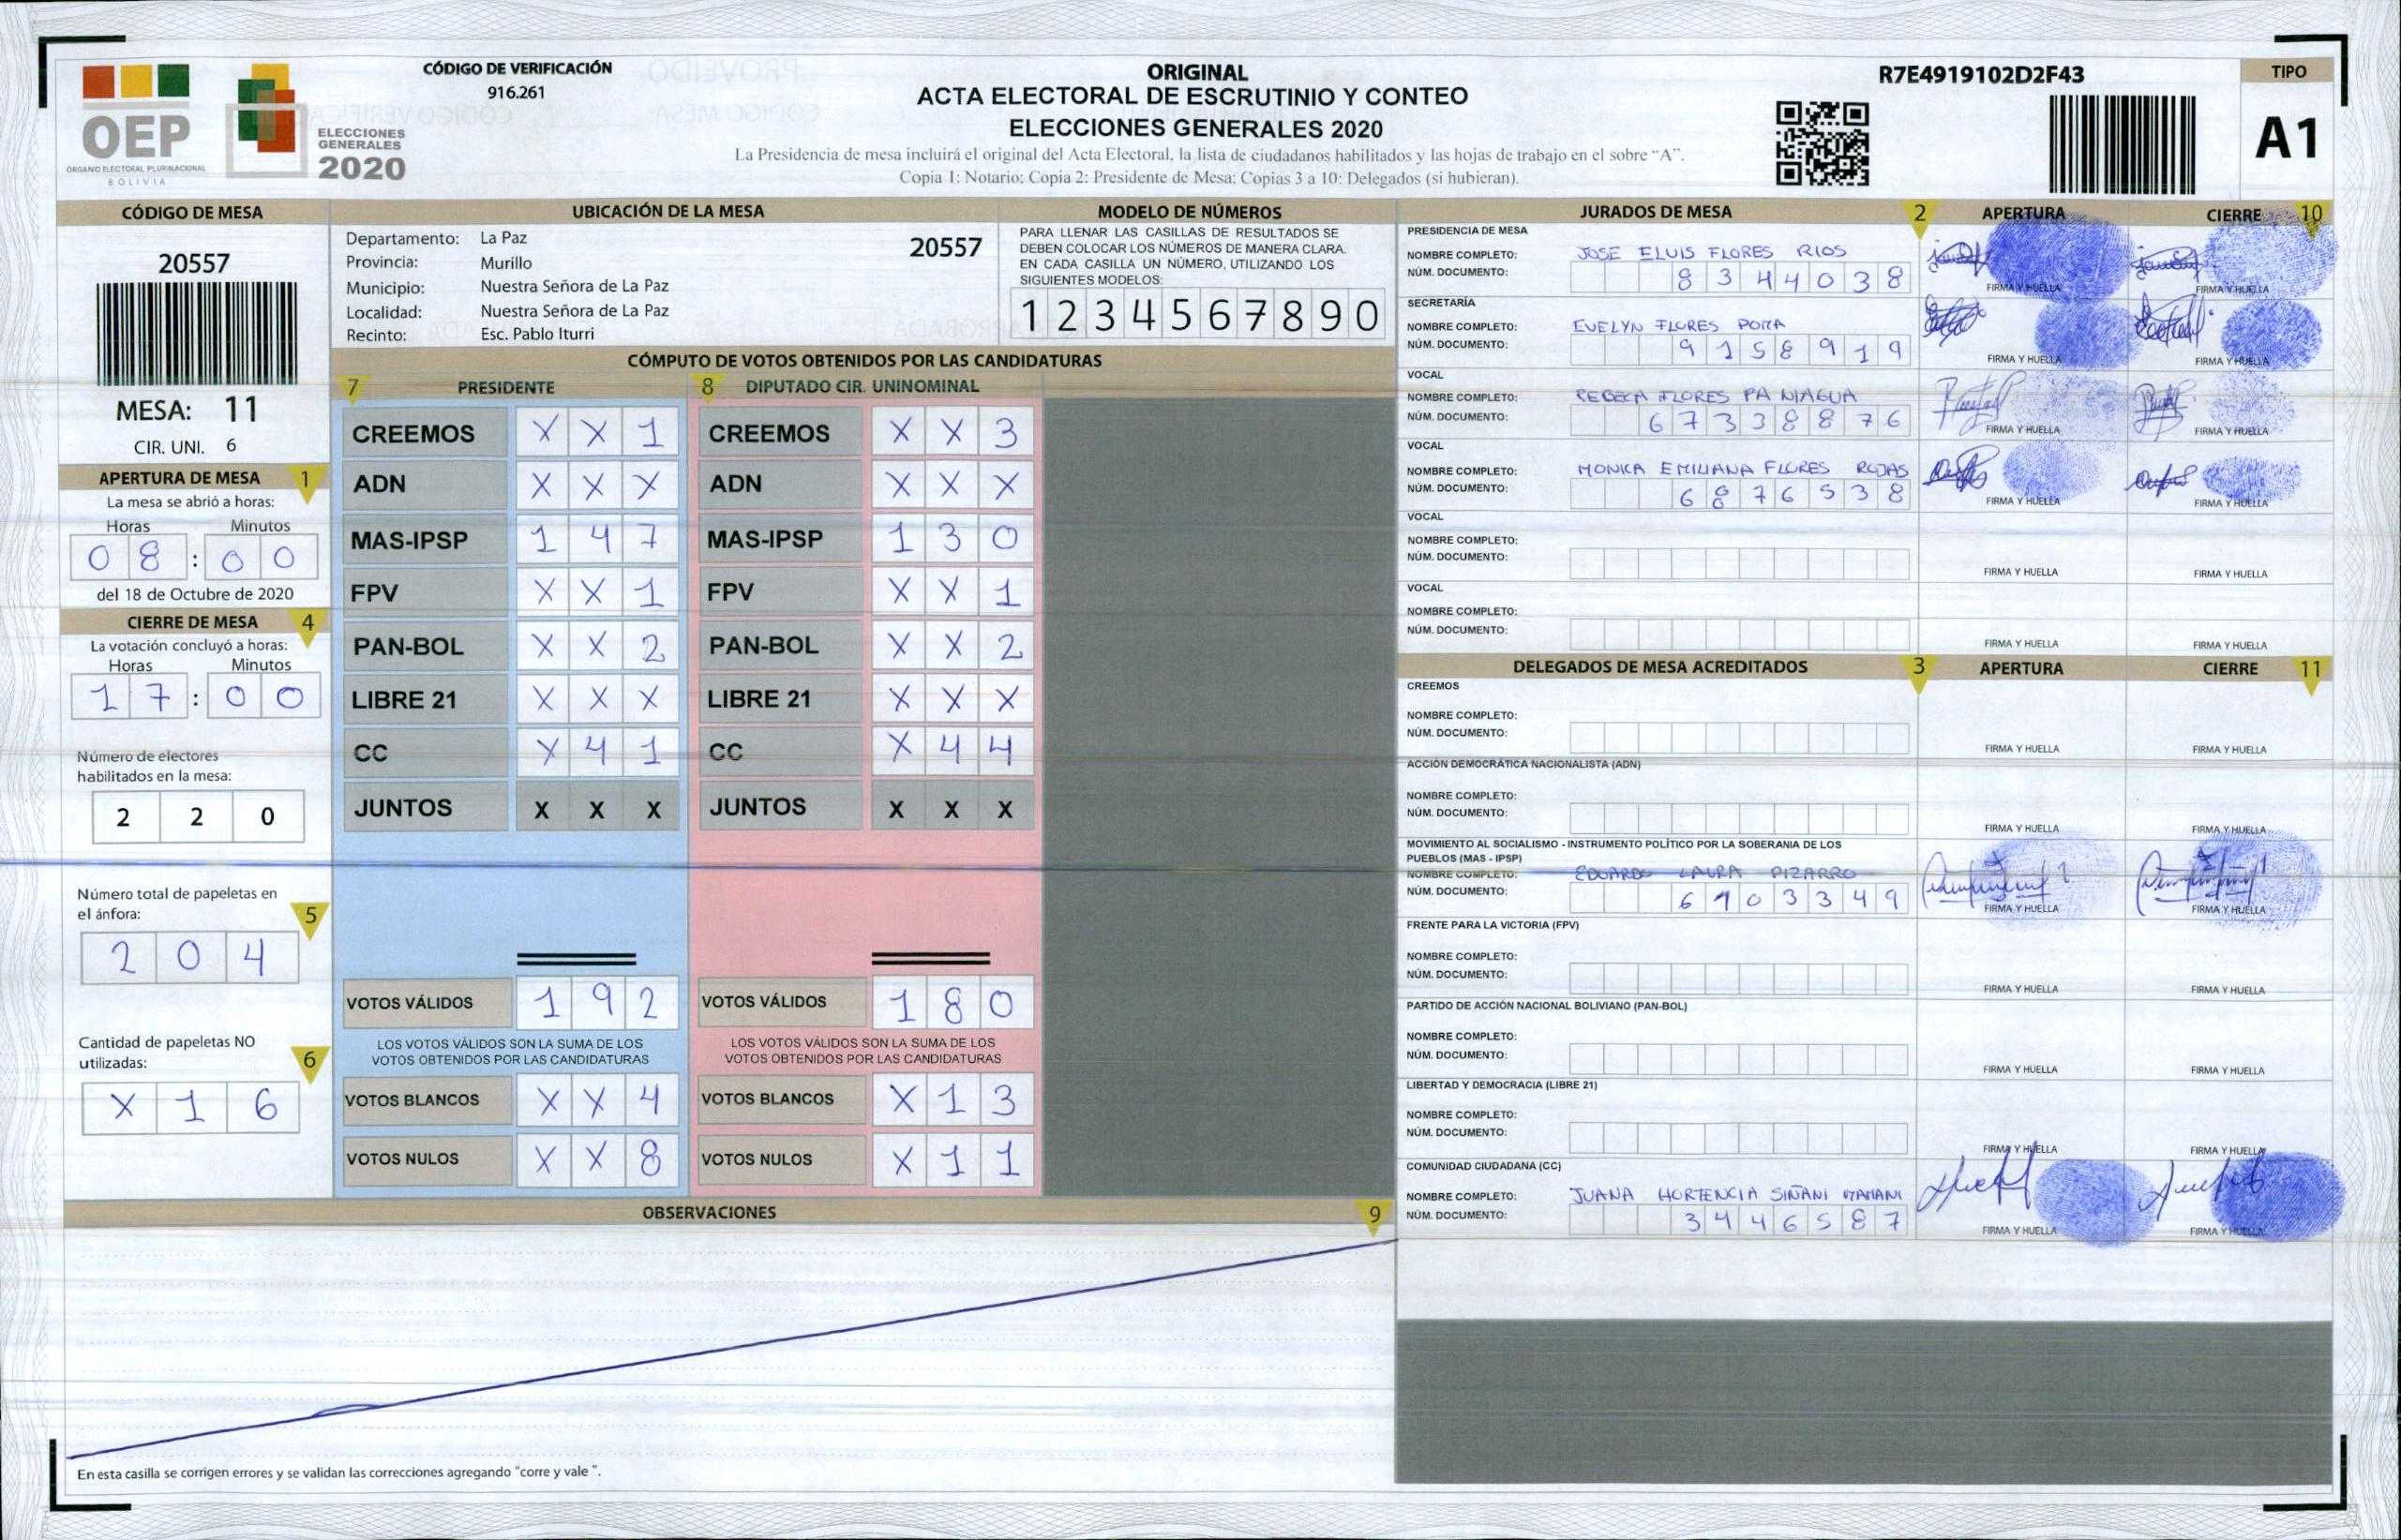 OEP
ÓRGANO ELECTORAL PLURINACIONAL
BOLIVIA
ELECCIONES
GENERALES
2020
CÓDIGO DE VERIFICACIÓN
916.261
ORIGINAL
ACTA ELECTORAL DE ESCRUTINIO Y CONTEO
ELECCIONES GENERALES 2020
La Presidencia de mesa incluirá el original del Acta Electoral, la lista de ciudadanos habilitados y las hojas de trabajo en el sobre “A”.
Copia 1: Notario: Copia 2: Presidente de Mesa: Copias 3 a 10: Delegados (si hubieran).
R7E4919102D2F43
TIPO
A1
CÓDIGO DE MESA
20557
MESA: 11
CIR. UNI. 6
APERTURA DE MESA 1
La mesa se abrió a horas:
Horas Minutos
08 : 00
del 18 de Octubre de 2020
CIERRE DE MESA 4
La votación concluyó a horas:
Horas Minutos
17 : 00
Número de electores
habilitados en la mesa:
2 2 0
Número total de papeletas en
el ánfora: 5
2 0 4
Cantidad de papeletas NO
utilizadas: 6
X 1 6
UBICACIÓN DE LA MESA
Departamento: La Paz 20557
Provincia: Murillo
Municipio: Nuestra Señora de La Paz
Localidad: Nuestra Señora de La Paz
Recinto: Esc. Pablo Iturri
MODELO DE NÚMEROS
PARA LLENAR LAS CASILLAS DE RESULTADOS SE
DEBEN COLOCAR LOS NÚMEROS DE MANERA CLARA.
EN CADA CASILLA UN NÚMERO, UTILIZANDO LOS
SIGUIENTES MODELOS:
1 2 3 4 5 6 7 8 9 0
CÓMPUTO DE VOTOS OBTENIDOS POR LAS CANDIDATURAS
7 PRESIDENTE 8 DIPUTADO CIR. UNINOMINAL
CREEMOS X X 1 CREEMOS X X 3
ADN X X X ADN X X X
MAS-IPSP 1 4 7 MAS-IPSP 1 3 0
FPV X X 1 FPV X X 1
PAN-BOL X X 2 PAN-BOL X X 2
LIBRE 21 X X X LIBRE 21 X X X
CC X 4 1 CC X 4 4
JUNTOS X X X JUNTOS X X X
VOTOS VÁLIDOS 1 9 2 VOTOS VÁLIDOS 1 8 0
LOS VOTOS VÁLIDOS SON LA SUMA DE LOS LOS VOTOS VÁLIDOS SON LA SUMA DE LOS
VOTOS OBTENIDOS POR LAS CANDIDATURAS VOTOS OBTENIDOS POR LAS CANDIDATURAS
VOTOS BLANCOS X X 4 VOTOS BLANCOS X 1 3
VOTOS NULOS X X 8 VOTOS NULOS X 1 1
OBSERVACIONES 9
En esta casilla se corrigen errores y se validan las correcciones agregando “corre y vale ”.
JURADOS DE MESA 2 APERTURA CIERRE 10
PRESIDENCIA DE MESA
NOMBRE COMPLETO: JOSE ELUIS FLORES RIOS
NÚM. DOCUMENTO: 8 3 4 4 0 3 8 FIRMA Y HUELLA FIRMA Y HUELLA
SECRETARÍA
NOMBRE COMPLETO: EVELYN FLORES POMA
NÚM. DOCUMENTO: 9 1 5 8 9 1 9 FIRMA Y HUELLA FIRMA Y HUELLA
VOCAL
NOMBRE COMPLETO: REBECA FLORES PANIAGUA
NÚM. DOCUMENTO: 6 7 3 3 8 8 7 6 FIRMA Y HUELLA FIRMA Y HUELLA
VOCAL
NOMBRE COMPLETO: MONICA EMILIANA FLORES ROJAS
NÚM. DOCUMENTO: 6 8 7 6 5 3 8 FIRMA Y HUELLA FIRMA Y HUELLA
VOCAL
NOMBRE COMPLETO:
NÚM. DOCUMENTO: FIRMA Y HUELLA FIRMA Y HUELLA
VOCAL
NOMBRE COMPLETO:
NÚM. DOCUMENTO: FIRMA Y HUELLA FIRMA Y HUELLA
DELEGADOS DE MESA ACREDITADOS 3 APERTURA CIERRE 11
CREEMOS
NOMBRE COMPLETO:
NÚM. DOCUMENTO: FIRMA Y HUELLA FIRMA Y HUELLA
ACCIÓN DEMOCRÁTICA NACIONALISTA (ADN)
NOMBRE COMPLETO:
NÚM. DOCUMENTO: FIRMA Y HUELLA FIRMA Y HUELLA
MOVIMIENTO AL SOCIALISMO - INSTRUMENTO POLÍTICO POR LA SOBERANIA DE LOS
PUEBLOS (MAS - IPSP)
NOMBRE COMPLETO: EDUARDO LAURA PIZARRO
NÚM. DOCUMENTO: 6 9 0 3 3 4 9 FIRMA Y HUELLA FIRMA Y HUELLA
FRENTE PARA LA VICTORIA (FPV)
NOMBRE COMPLETO:
NÚM. DOCUMENTO: FIRMA Y HUELLA FIRMA Y HUELLA
PARTIDO DE ACCIÓN NACIONAL BOLIVIANO (PAN-BOL)
NOMBRE COMPLETO:
NÚM. DOCUMENTO: FIRMA Y HUELLA FIRMA Y HUELLA
LIBERTAD Y DEMOCRACIA (LIBRE 21)
NOMBRE COMPLETO:
NÚM. DOCUMENTO: FIRMA Y HUELLA FIRMA Y HUELLA
COMUNIDAD CIUDADANA (CC)
NOMBRE COMPLETO: JUANA HORTENCIA SIÑANI MAMANI
NÚM. DOCUMENTO: 3 4 4 6 5 8 7 FIRMA Y HUELLA FIRMA Y HUELLA